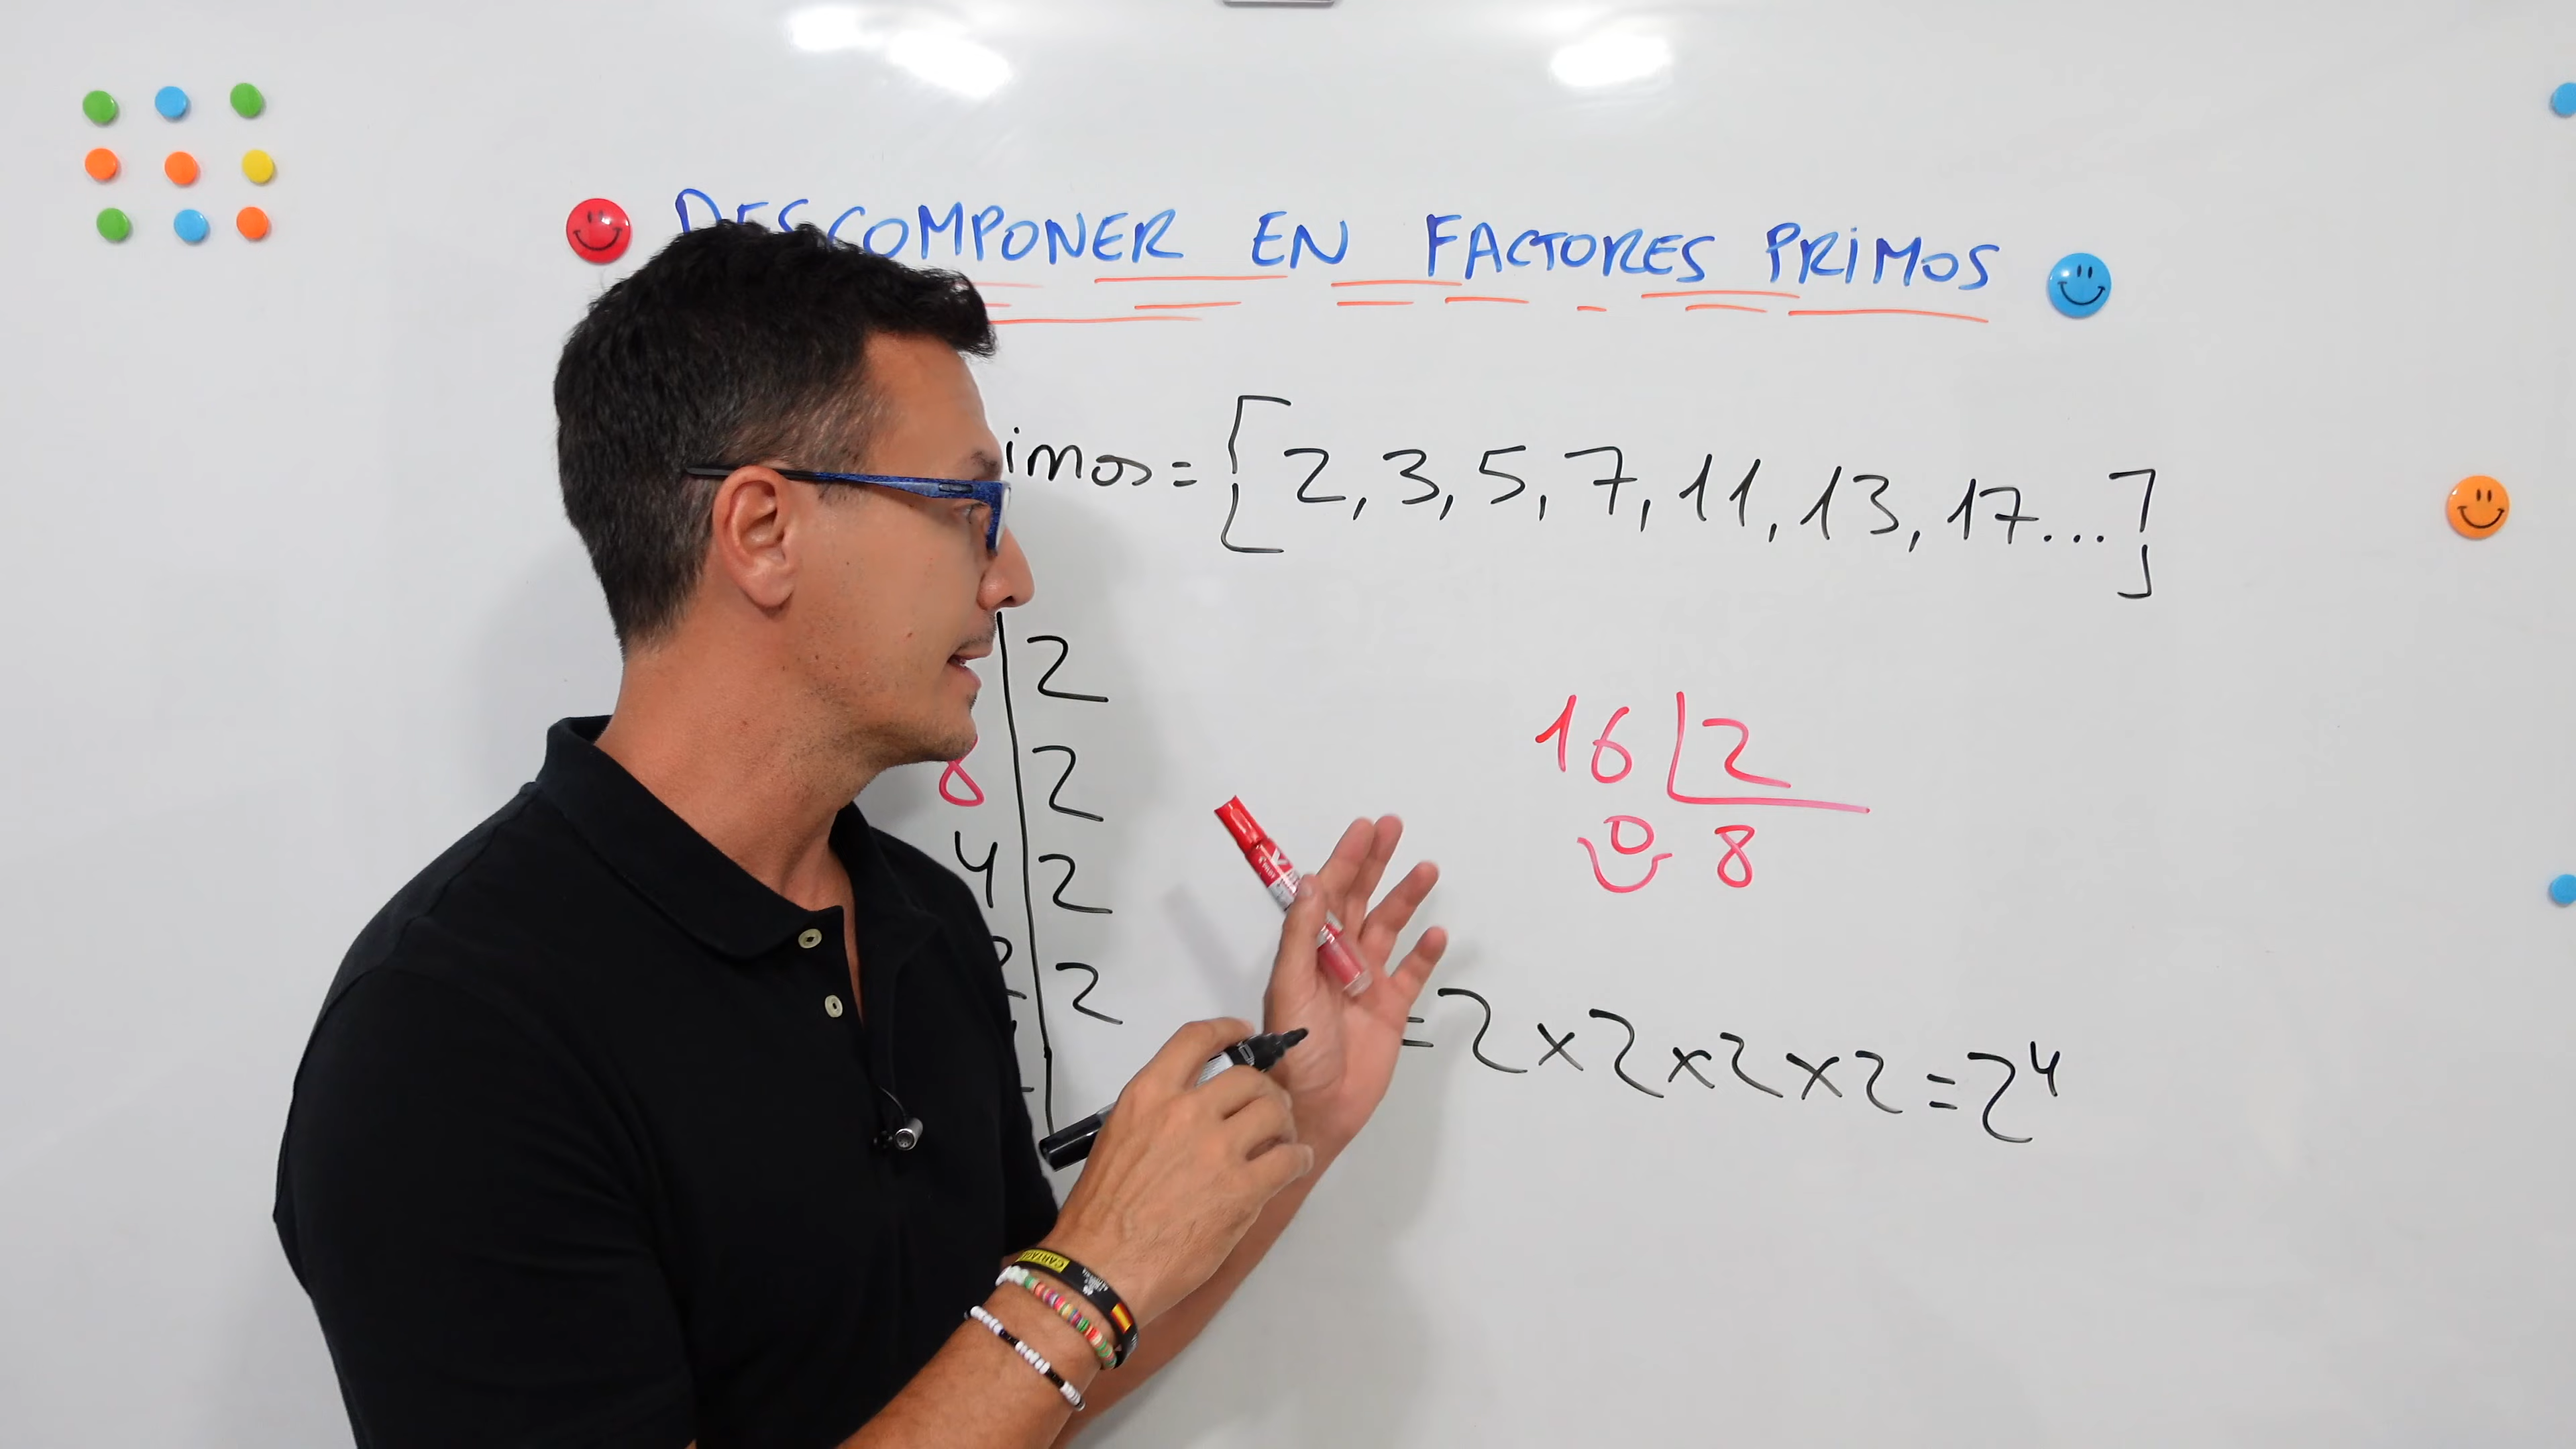 DESCOMPONER EN FACTORES PRIMOS
imos = [2, 3, 5, 7, 11, 13, 17...]
2
8 2
4 2
2 2
16 2
0 8
= 2 x 2 x 2 x 2 = 2⁴